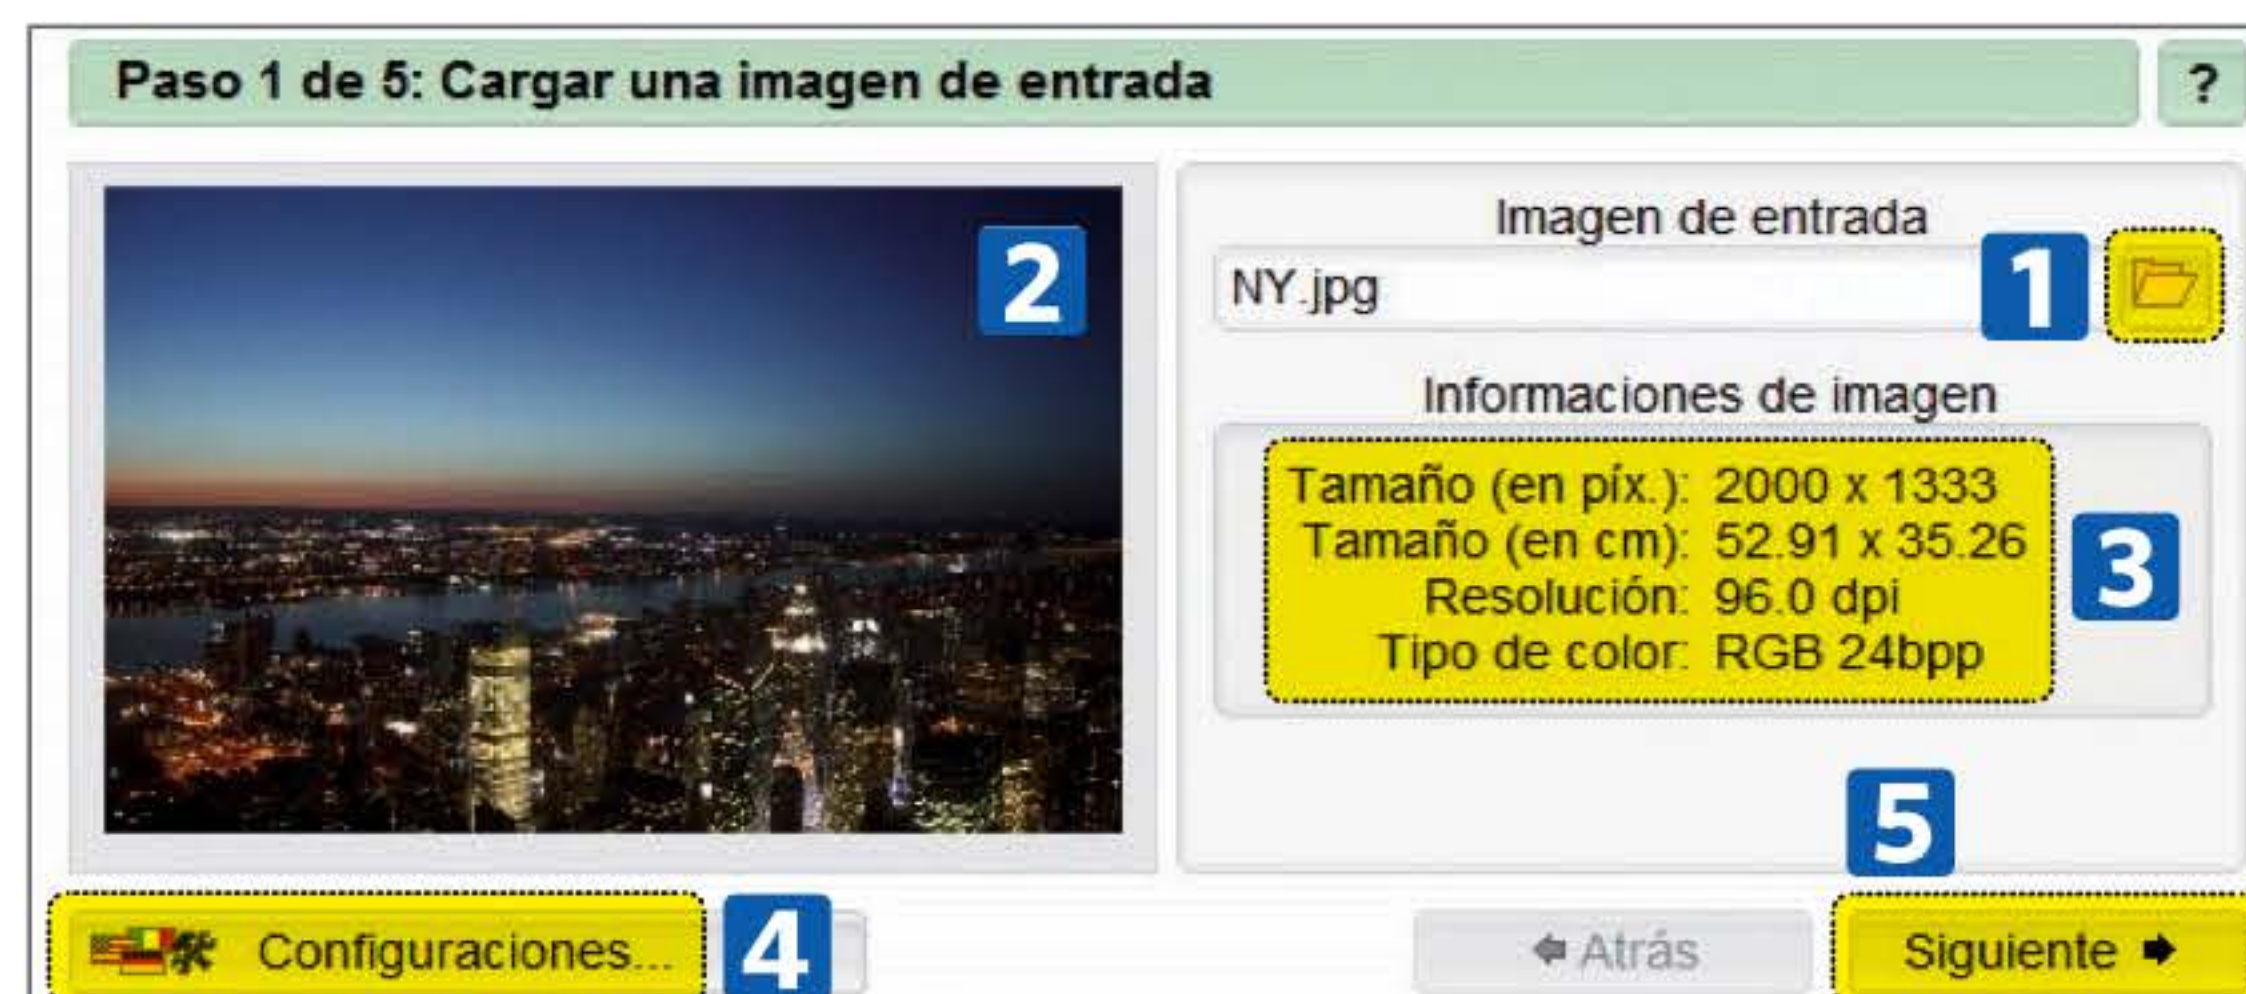 Paso 1 de 5: Cargar una imagen de entrada
?
2
Imagen de entrada
NY.jpg
1
Informaciones de imagen
Tamaño (en píx.): 2000 x 1333
Tamaño (en cm): 52.91 x 35.26
Resolución: 96.0 dpi
Tipo de color: RGB 24bpp
3
5
Configuraciones...
4
Atrás
Siguiente